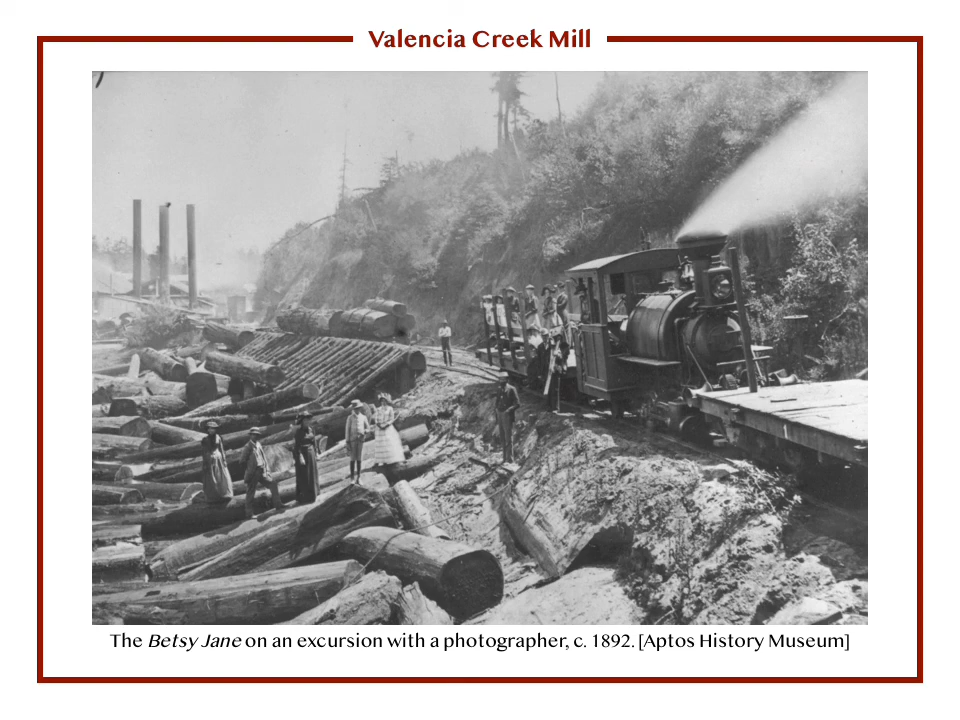 Valencia Creek Mill
The Betsy Jane on an excursion with a photographer, c. 1892. [Aptos History Museum]